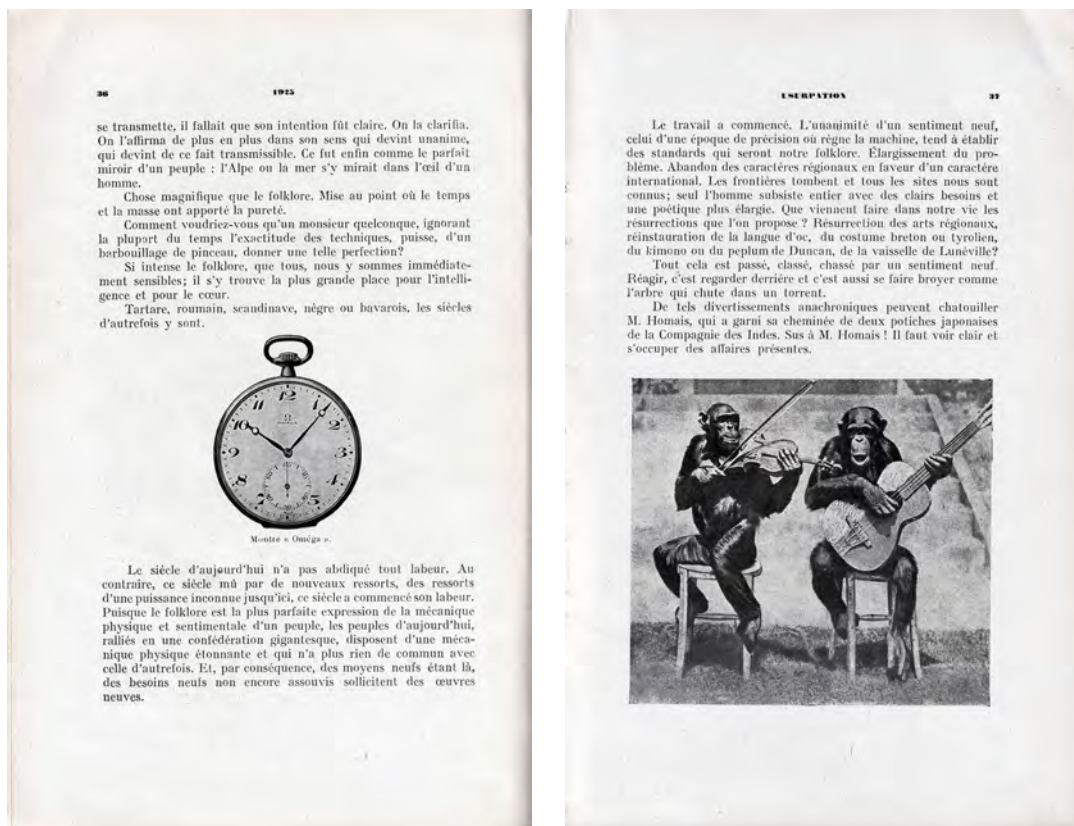 36
1925
se transmette, il fallait que son intention fût claire. On la clarifia.
On l'affirma de plus en plus dans son sens qui devint unanime,
qui devint de ce fait transmissible. Ce fut enfin comme le parfait
miroir d'un peuple : l'Alpe ou la mer s'y mirait dans l'œil d'un
homme.
Chose magnifique que le folklore. Mise au point où le temps
et la masse ont apporté la pureté.
Comment voudriez-vous qu'un monsieur quelconque, ignorant
la plupart du temps l'exactitude des techniques, puisse, d'un
barbouillage de pinceau, donner une telle perfection?
Si intense le folklore, que tous, nous y sommes immédiate-
ment sensibles; il s'y trouve la plus grande place pour l'intelli-
gence et pour le cœur.
Tartare, roumain, scandinave, nègre ou bavarois, les siècles
d'autrefois y sont.
11
12
10
2
9
3
8
4
7
5
Montre « Oméga ».
Le siècle d'aujourd'hui n'a pas abdiqué tout labeur. Au
contraire, ce siècle mû par de nouveaux ressorts, des ressorts
d'une puissance inconnue jusqu'ici, ce siècle a commencé son labeur.
Puisque le folklore est la plus parfaite expression de la mécanique
physique et sentimentale d'un peuple, les peuples d'aujourd'hui,
ralliés en une confédération gigantesque, disposent d'une méca-
nique physique étonnante et qui n'a plus rien de commun avec
celle d'autrefois. Et, par conséquence, des moyens neufs étant là,
des besoins neufs non encore assouvis sollicitent des œuvres
neuves.
USURPATION
37
Le travail a commencé. L'unanimité d'un sentiment neuf,
celui d'une époque de précision où règne la machine, tend à établir
des standards qui seront notre folklore. Élargissement du pro-
blème. Abandon des caractères régionaux en faveur d'un caractère
international. Les frontières tombent et tous les sites nous sont
connus; seul l'homme subsiste entier avec des clairs besoins et
une poétique plus élargie. Que viennent faire dans notre vie les
résurrections que l'on propose ? Résurrection des arts régionaux,
réinstauration de la langue d'oc, du costume breton ou tyrolien,
du kimono ou du peplum de Duncan, de la vaisselle de Lunéville?
Tout cela est passé, classé, chassé par un sentiment neuf.
Réagir, c'est regarder derrière et c'est aussi se faire broyer comme
l'arbre qui chute dans un torrent.
De tels divertissements anachroniques peuvent chatouiller
M. Homais, qui a garni sa cheminée de deux potiches japonaises
de la Compagnie des Indes. Sus à M. Homais ! Il faut voir clair et
s'occuper des affaires présentes.